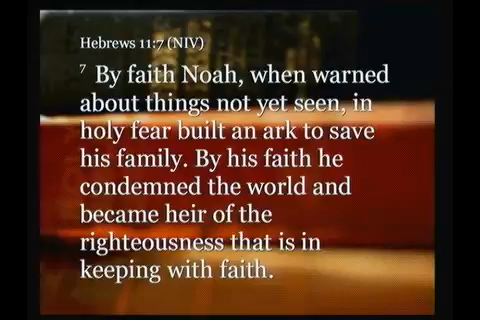 Hebrews 11:7 (NIV)
7 By faith Noah, when warned
about things not yet seen, in
holy fear built an ark to save
his family. By his faith he
condemned the world and
became heir of the
righteousness that is in
keeping with faith.